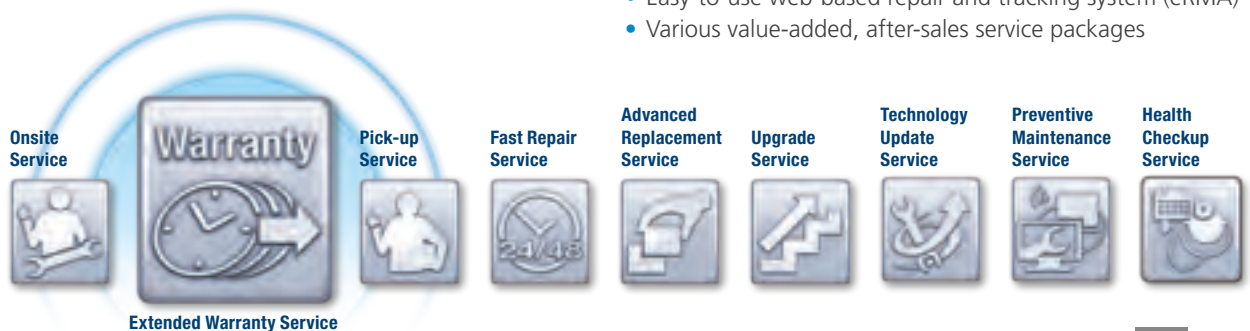 • Easy-to-use web-based repair and tracking system (eRMA)
• Various value-added, after-sales service packages
Onsite
Service
Warranty
Pick-up
Service
Fast Repair
Service
24/48
Advanced
Replacement
Service
Upgrade
Service
Technology
Update
Service
Preventive
Maintenance
Service
Health
Checkup
Service
Extended Warranty Service